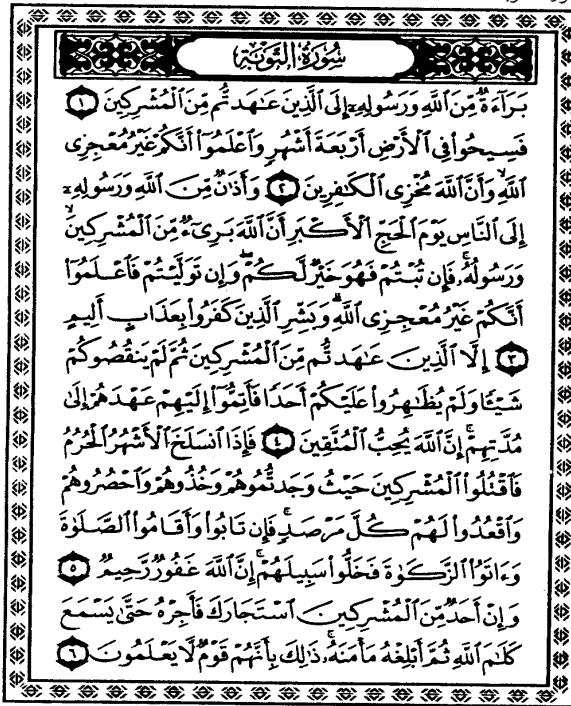 سُورَةُ التَّوْبَةِ
بَرَآءَةٌ مِّنَ ٱللَّهِ وَرَسُولِهِۦٓ إِلَى ٱلَّذِينَ عَـٰهَدتُّم مِّنَ ٱلْمُشْرِكِينَ ١
فَسِيحُوا۟ فِى ٱلْأَرْضِ أَرْبَعَةَ أَشْهُرٍ وَٱعْلَمُوٓا۟ أَنَّكُمْ غَيْرُ مُعْجِزِى
ٱللَّهِ ۙ وَأَنَّ ٱللَّهَ مُخْزِى ٱلْكَـٰفِرِينَ ٢ وَأَذَٰنٌ مِّنَ ٱللَّهِ وَرَسُولِهِۦٓ
إِلَى ٱلنَّاسِ يَوْمَ ٱلْحَجِّ ٱلْأَكْبَرِ أَنَّ ٱللَّهَ بَرِىٓءٌ مِّنَ ٱلْمُشْرِكِينَ ۙ
وَرَسُولُهُۥ ۚ فَإِن تُبْتُمْ فَهُوَ خَيْرٌ لَّكُمْ ۖ وَإِن تَوَلَّيْتُمْ فَٱعْلَمُوٓا۟
أَنَّكُمْ غَيْرُ مُعْجِزِى ٱللَّهِ ۗ وَبَشِّرِ ٱلَّذِينَ كَفَرُوا۟ بِعَذَابٍ أَلِيمٍ
٣ إِلَّا ٱلَّذِينَ عَـٰهَدتُّم مِّنَ ٱلْمُشْرِكِينَ ثُمَّ لَمْ يَنقُصُوكُمْ
شَيْـًٔا وَلَمْ يُظَـٰهِرُوا۟ عَلَيْكُمْ أَحَدًا فَأَتِمُّوٓا۟ إِلَيْهِمْ عَهْدَهُمْ إِلَىٰ
مُدَّتِهِمْ ۚ إِنَّ ٱللَّهَ يُحِبُّ ٱلْمُتَّقِينَ ٤ فَإِذَا ٱنسَلَخَ ٱلْأَشْهُرُ ٱلْحُرُمُ
فَٱقْتُلُوا۟ ٱلْمُشْرِكِينَ حَيْثُ وَجَدتُّمُوهُمْ وَخُذُوهُمْ وَٱحْصُرُوهُمْ
وَٱقْعُدُوا۟ لَهُمْ كُلَّ مَرْصَدٍ ۚ فَإِن تَابُوا۟ وَأَقَامُوا۟ ٱلصَّلَوٰةَ
وَءَاتَوُا۟ ٱلزَّكَوٰةَ فَخَلُّوا۟ سَبِيلَهُمْ ۚ إِنَّ ٱللَّهَ غَفُورٌ رَّحِيمٌ ٥
وَإِنْ أَحَدٌ مِّنَ ٱلْمُشْرِكِينَ ٱسْتَجَارَكَ فَأَجِرْهُ حَتَّىٰ يَسْمَعَ
كَلَـٰمَ ٱللَّهِ ثُمَّ أَبْلِغْهُ مَأْمَنَهُۥ ۚ ذَٰلِكَ بِأَنَّهُمْ قَوْمٌ لَّا يَعْلَمُونَ ٦